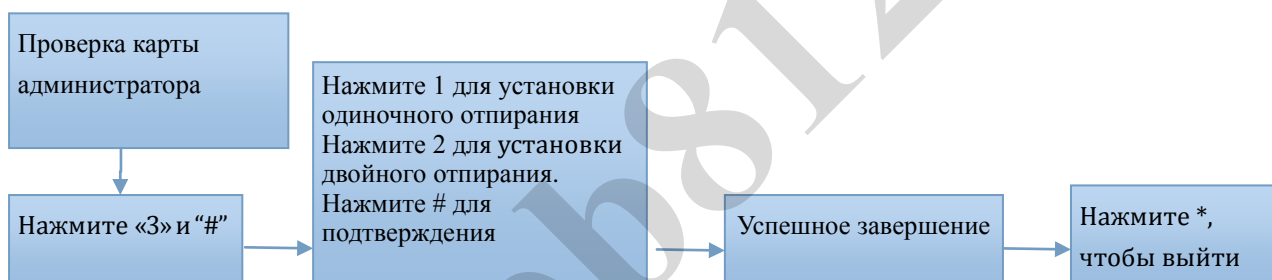 Проверка карты
администратора
Нажмите «3» и “#”
Нажмите 1 для установки
одиночного отпирания
Нажмите 2 для установки
двойного отпирания.
Нажмите # для
подтверждения
Успешное завершение
Нажмите *,
чтобы выйти
b812